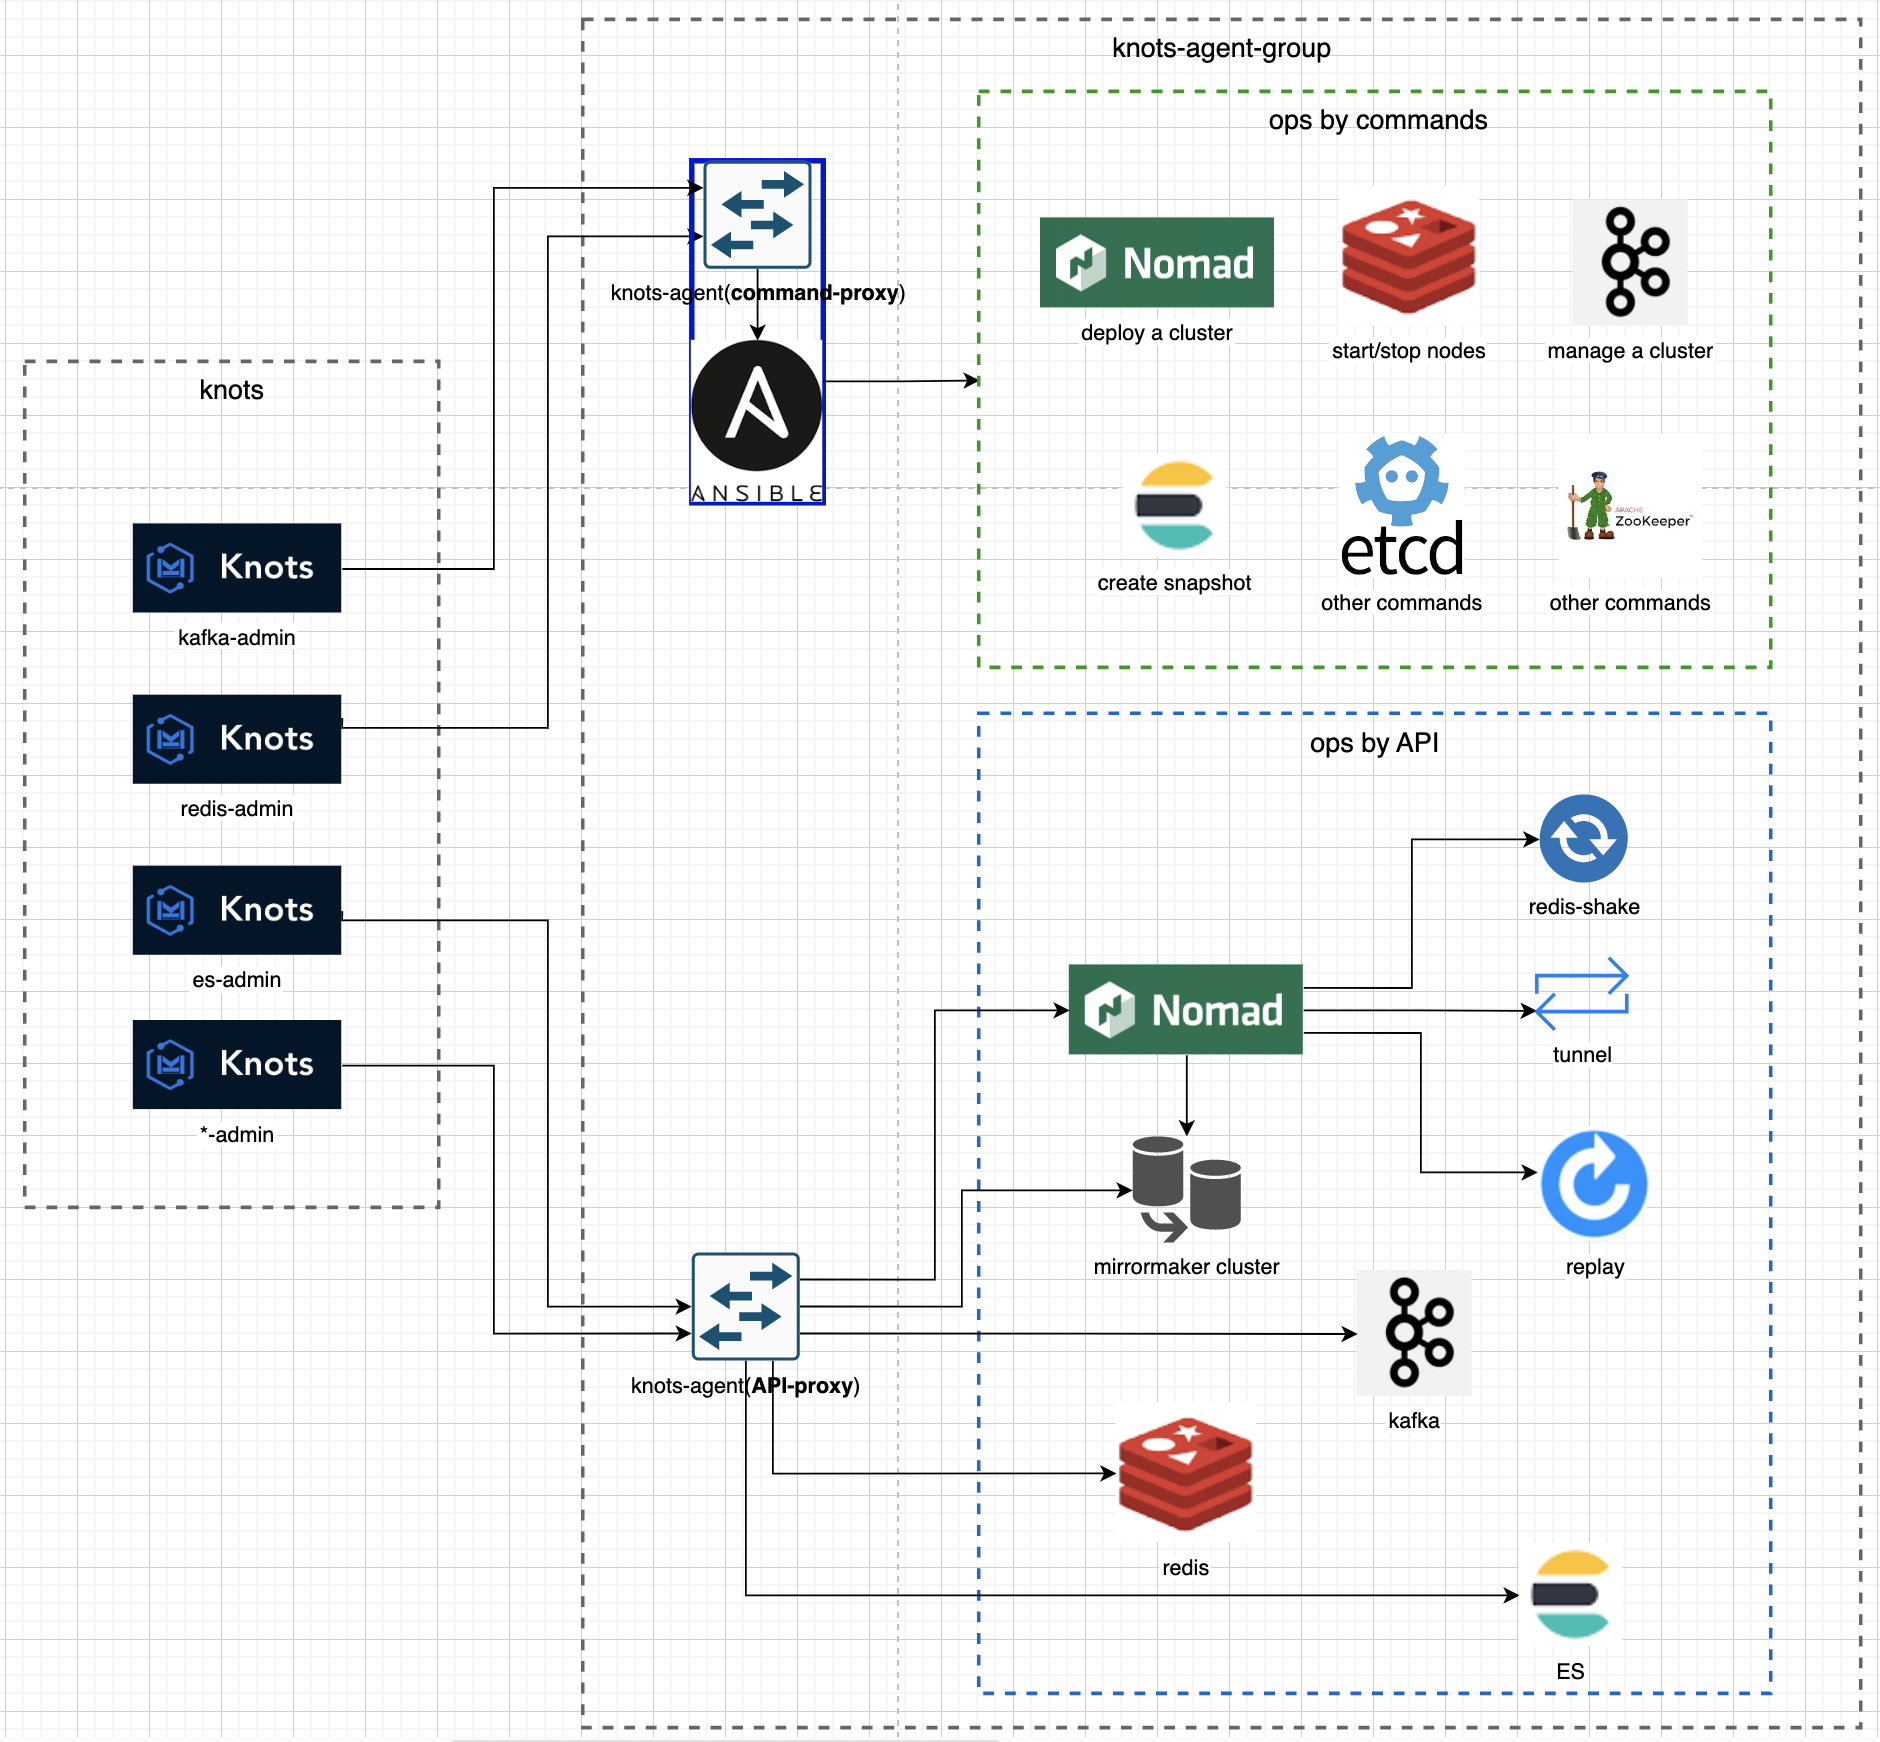 knots-agent-group
ops by commands
Nomad
deploy a cluster
start/stop nodes
manage a cluster
knots-agent(command-proxy)
ANSIBLE
etcd
APACHE
ZooKeeper
create snapshot
other commands
other commands
knots
Knots
kafka-admin
Knots
redis-admin
Knots
es-admin
Knots
*-admin
ops by API
redis-shake
Nomad
tunnel
mirrormaker cluster
replay
knots-agent(API-proxy)
kafka
redis
ES